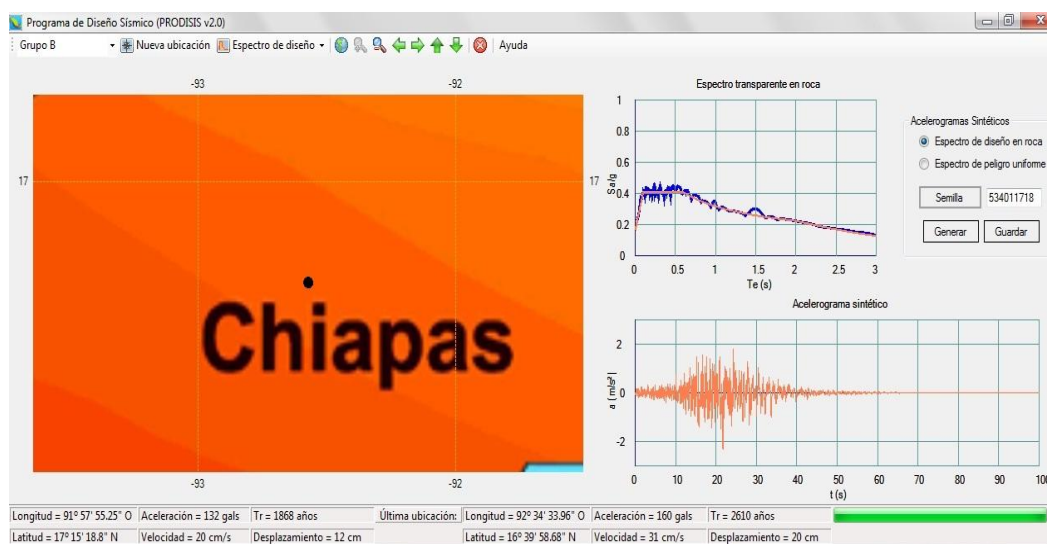 Programa de Diseño Sísmico (PRODISIS v2.0)
Grupo B Nueva ubicación Espectro de diseño Ayuda
-93 -92
17 17
Chiapas
-93 -92
Espectro transparente en roca
1
0.8
0.6
0.4
0.2
0
Sa/g
0 0.5 1 1.5 2 2.5 3
Te (s)
Acelerogramas Sintéticos
Espectro de diseño en roca
Espectro de peligro uniforme
Semilla 534011718
Generar Guardar
Acelerograma sintético
2
0
-2
a [m/s²]
0 10 20 30 40 50 60 70 80 90 100
t (s)
Longitud = 91º 57' 55.25" O Aceleración = 132 gals Tr = 1868 años Última ubicación: Longitud = 92º 34' 33.96" O Aceleración = 160 gals Tr = 2610 años
Latitud = 17º 15' 18.8" N Velocidad = 20 cm/s Desplazamiento = 12 cm Latitud = 16º 39' 58.68" N Velocidad = 31 cm/s Desplazamiento = 20 cm